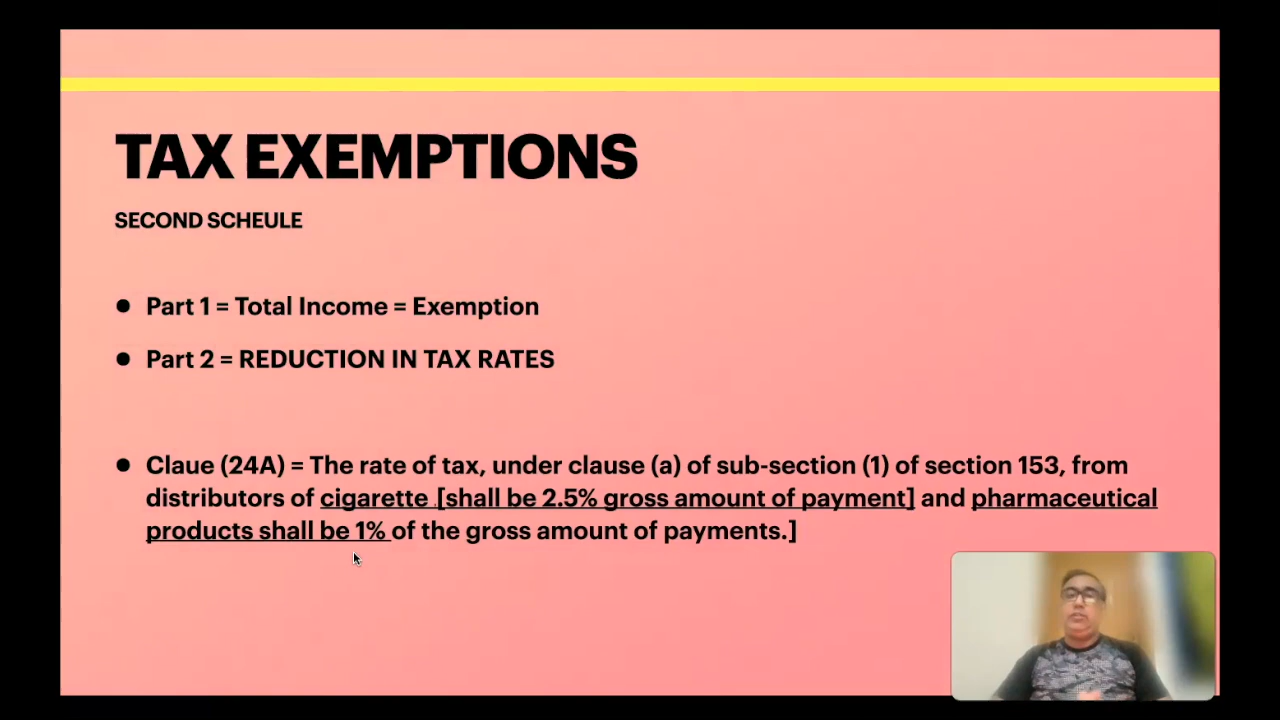 TAX EXEMPTIONS
SECOND SCHEULE
● Part 1 = Total Income = Exemption
● Part 2 = REDUCTION IN TAX RATES
● Claue (24A) = The rate of tax, under clause (a) of sub-section (1) of section 153, from
distributors of cigarette [shall be 2.5% gross amount of payment] and pharmaceutical
products shall be 1% of the gross amount of payments.]